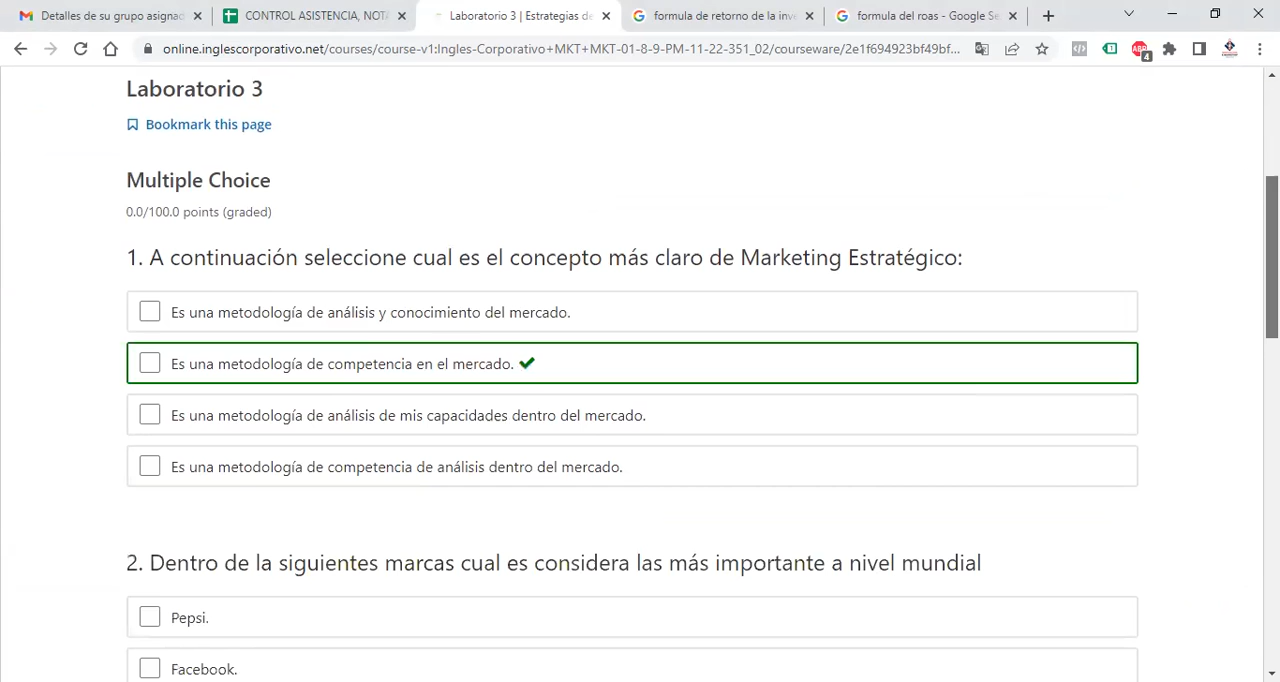 Detalles de su grupo asignad
CONTROL ASISTENCIA, NOTA
Laboratorio 3 | Estrategias de
formula de retorno de la inve
formula del roas - Google Se
online.inglescorporativo.net/courses/course-v1:Ingles-Corporativo+MKT+MKT-01-8-9-PM-11-22-351_02/courseware/2e1f694923bf49bf...
ABP
4
Laboratorio 3
Bookmark this page
Multiple Choice
0.0/100.0 points (graded)
1. A continuación seleccione cual es el concepto más claro de Marketing Estratégico:
Es una metodología de análisis y conocimiento del mercado.
Es una metodología de competencia en el mercado.
Es una metodología de análisis de mis capacidades dentro del mercado.
Es una metodología de competencia de análisis dentro del mercado.
2. Dentro de la siguientes marcas cual es considera las más importante a nivel mundial
Pepsi.
Facebook.